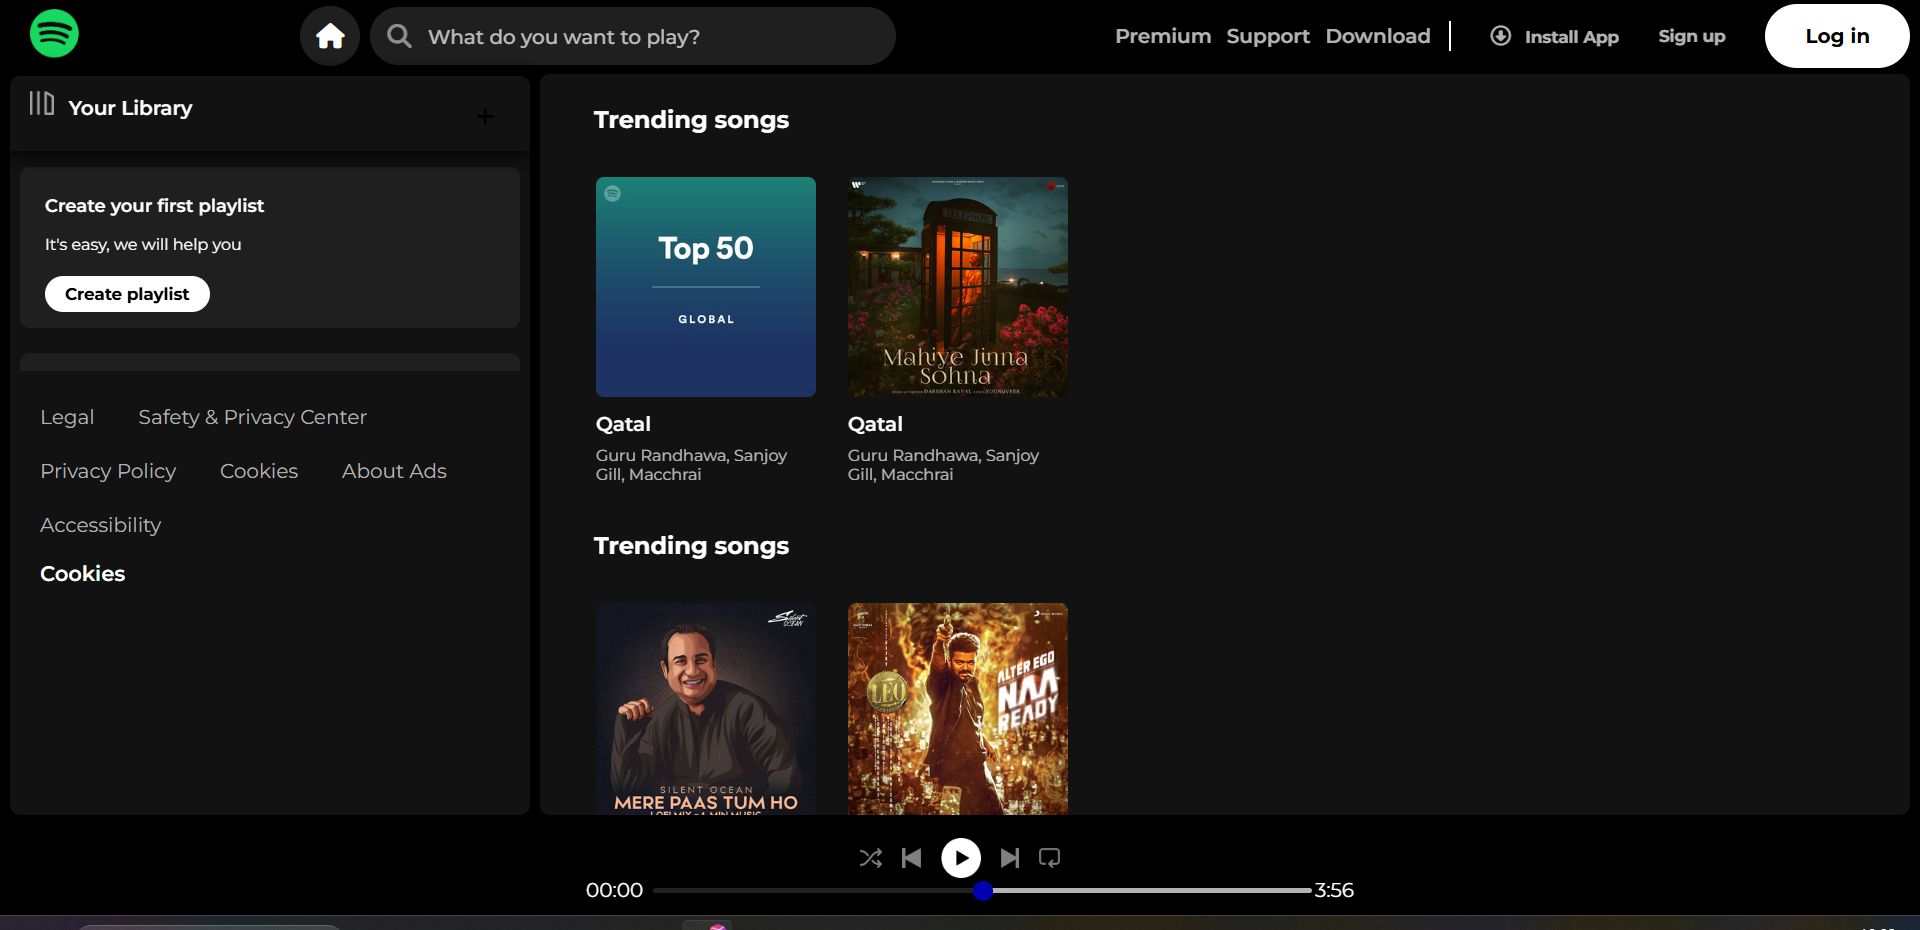 What do you want to play?
Premium Support Download
Install App
Sign up
Log in
Your Library
+
Create your first playlist
It's easy, we will help you
Create playlist
Legal Safety & Privacy Center
Privacy Policy Cookies About Ads
Accessibility
Cookies
Trending songs
Top 50
GLOBAL
TELEPHONE
Mahiye Jinna
Sohna
Qatal
Guru Randhawa, Sanjoy
Gill, Macchrai
Qatal
Guru Randhawa, Sanjoy
Gill, Macchrai
Trending songs
Silent
OCEAN
SILENT OCEAN
MERE PAAS TUM HO
LEO
ALTER EGO
NAA
READY
00:00
3:56